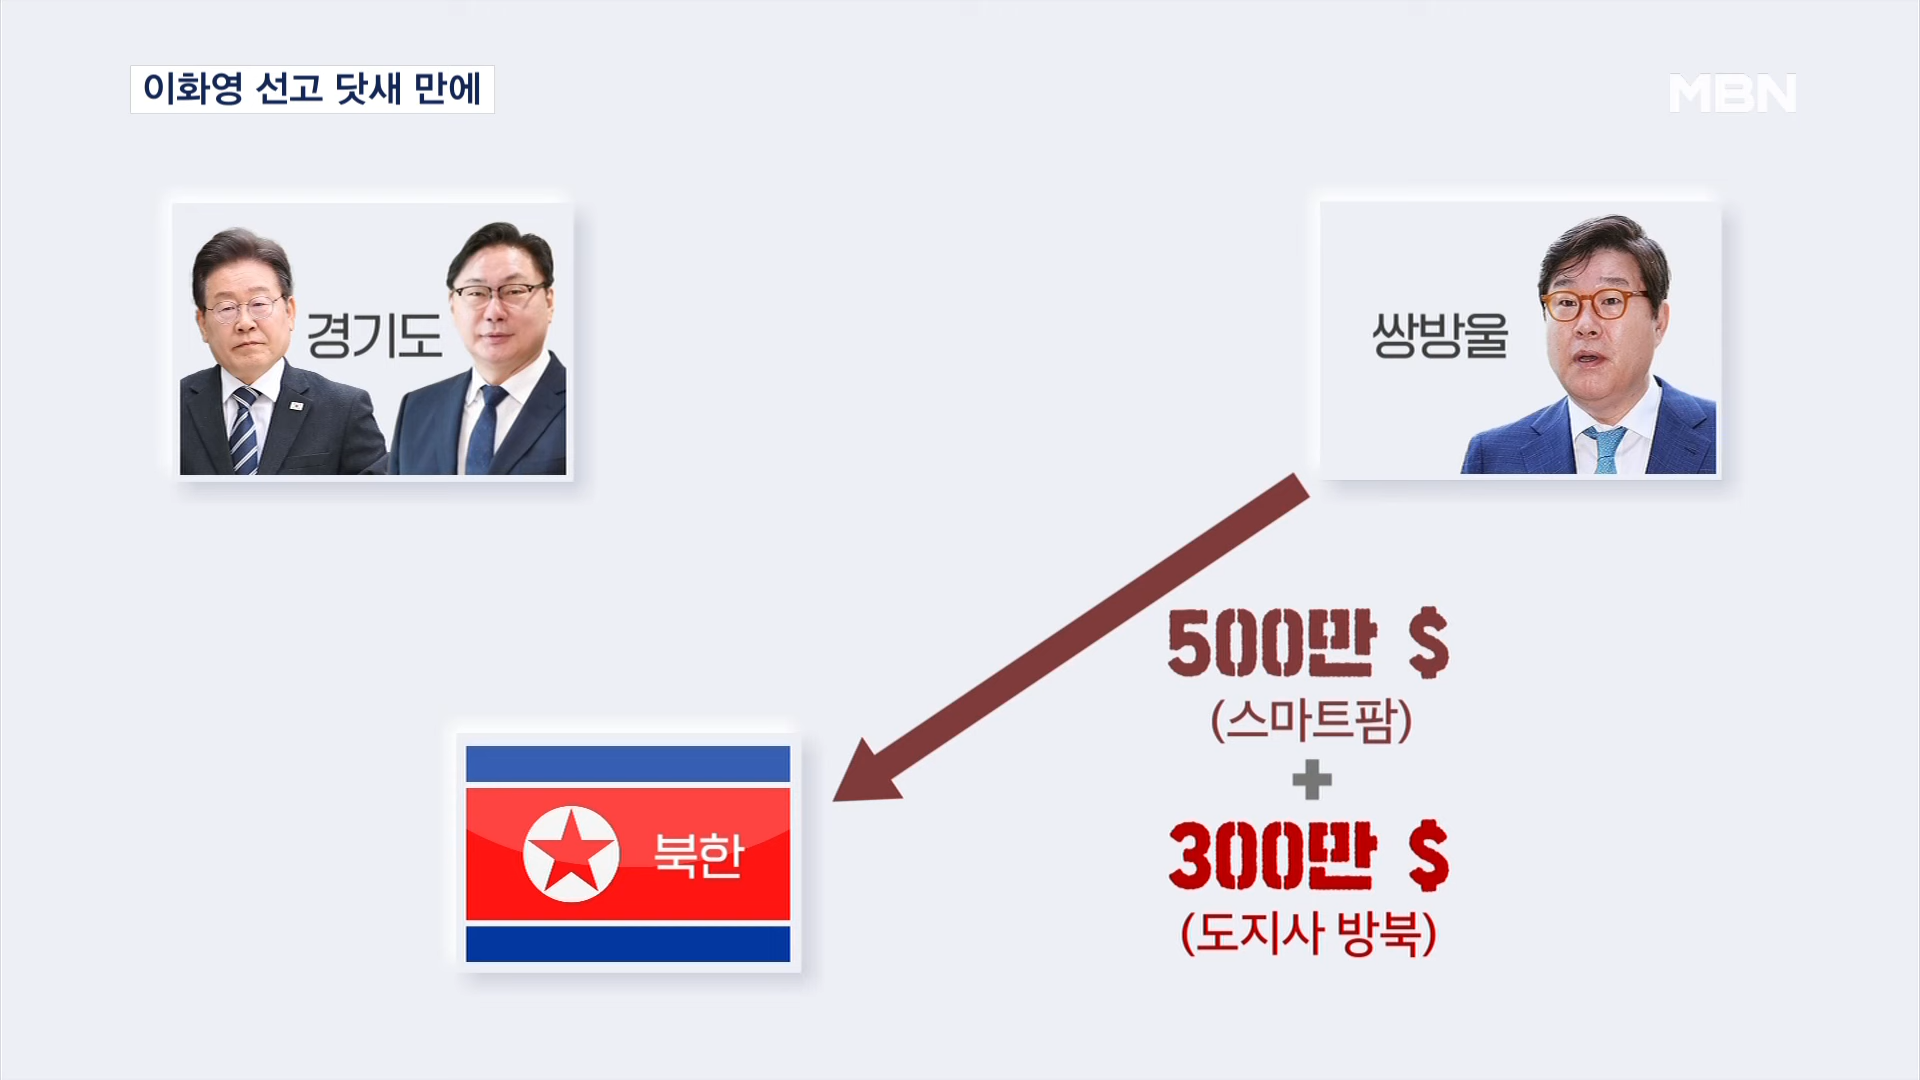 이화영 선고 닷새 만에
MBN
경기도
쌍방울
500만 $
(스마트팜)
+
300만 $
(도지사 방북)
북한